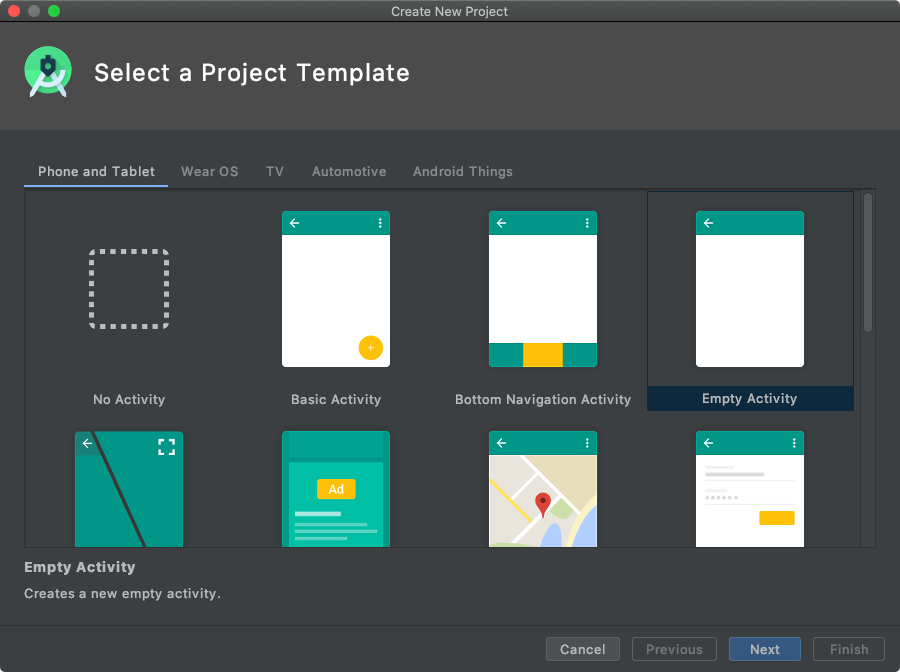 Create New Project
Select a Project Template
Phone and Tablet Wear OS TV Automotive Android Things
No Activity Basic Activity Bottom Navigation Activity Empty Activity
Ad
Empty Activity
Creates a new empty activity.
Cancel Previous Next Finish